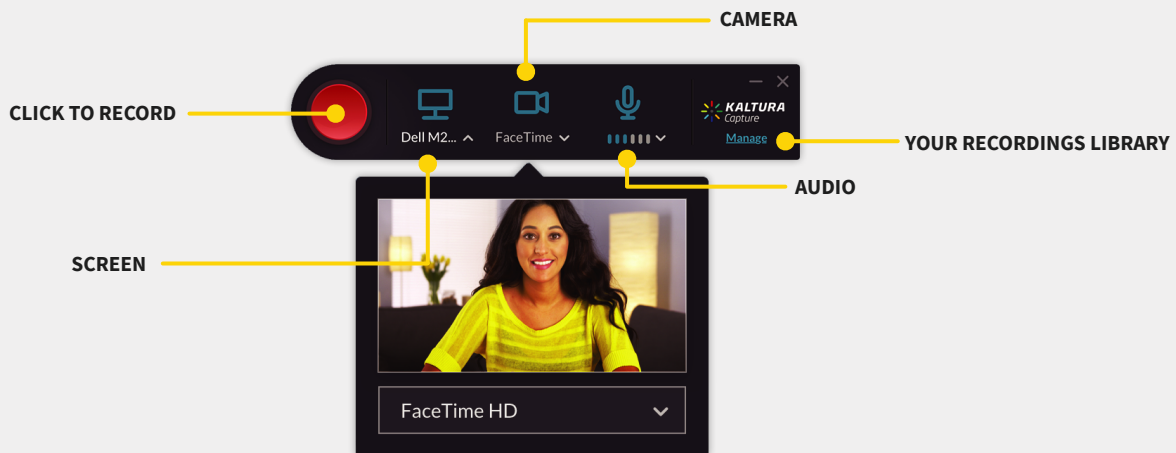 CAMERA
CLICK TO RECORD
Dell M2...
FaceTime
KALTURA
Capture
Manage
YOUR RECORDINGS LIBRARY
AUDIO
SCREEN
FaceTime HD